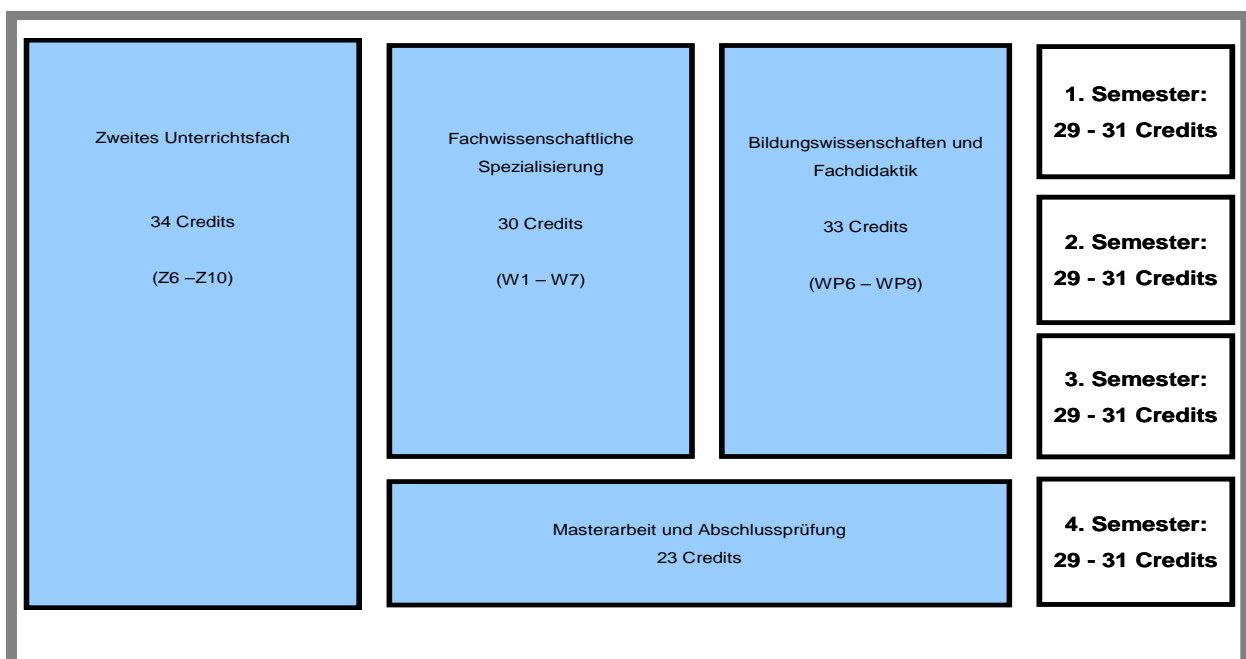 Zweites Unterrichtsfach
34 Credits
(Z6 –Z10)
Fachwissenschaftliche
Spezialisierung
30 Credits
(W1 – W7)
Bildungswissenschaften und
Fachdidaktik
33 Credits
(WP6 – WP9)
1. Semester:
29 - 31 Credits
2. Semester:
29 - 31 Credits
3. Semester:
29 - 31 Credits
Masterarbeit und Abschlussprüfung
23 Credits
4. Semester:
29 - 31 Credits